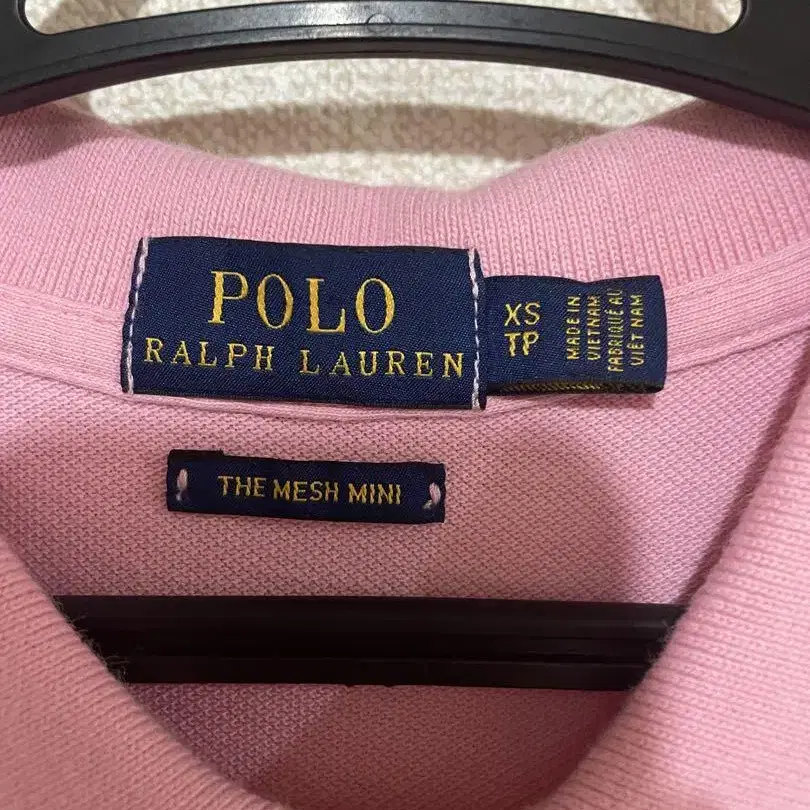 POLO
RALPH LAUREN
XS
TP
MADE IN
VIETNAM
FABRIQUÉ AU
VIET NAM
THE MESH MINI